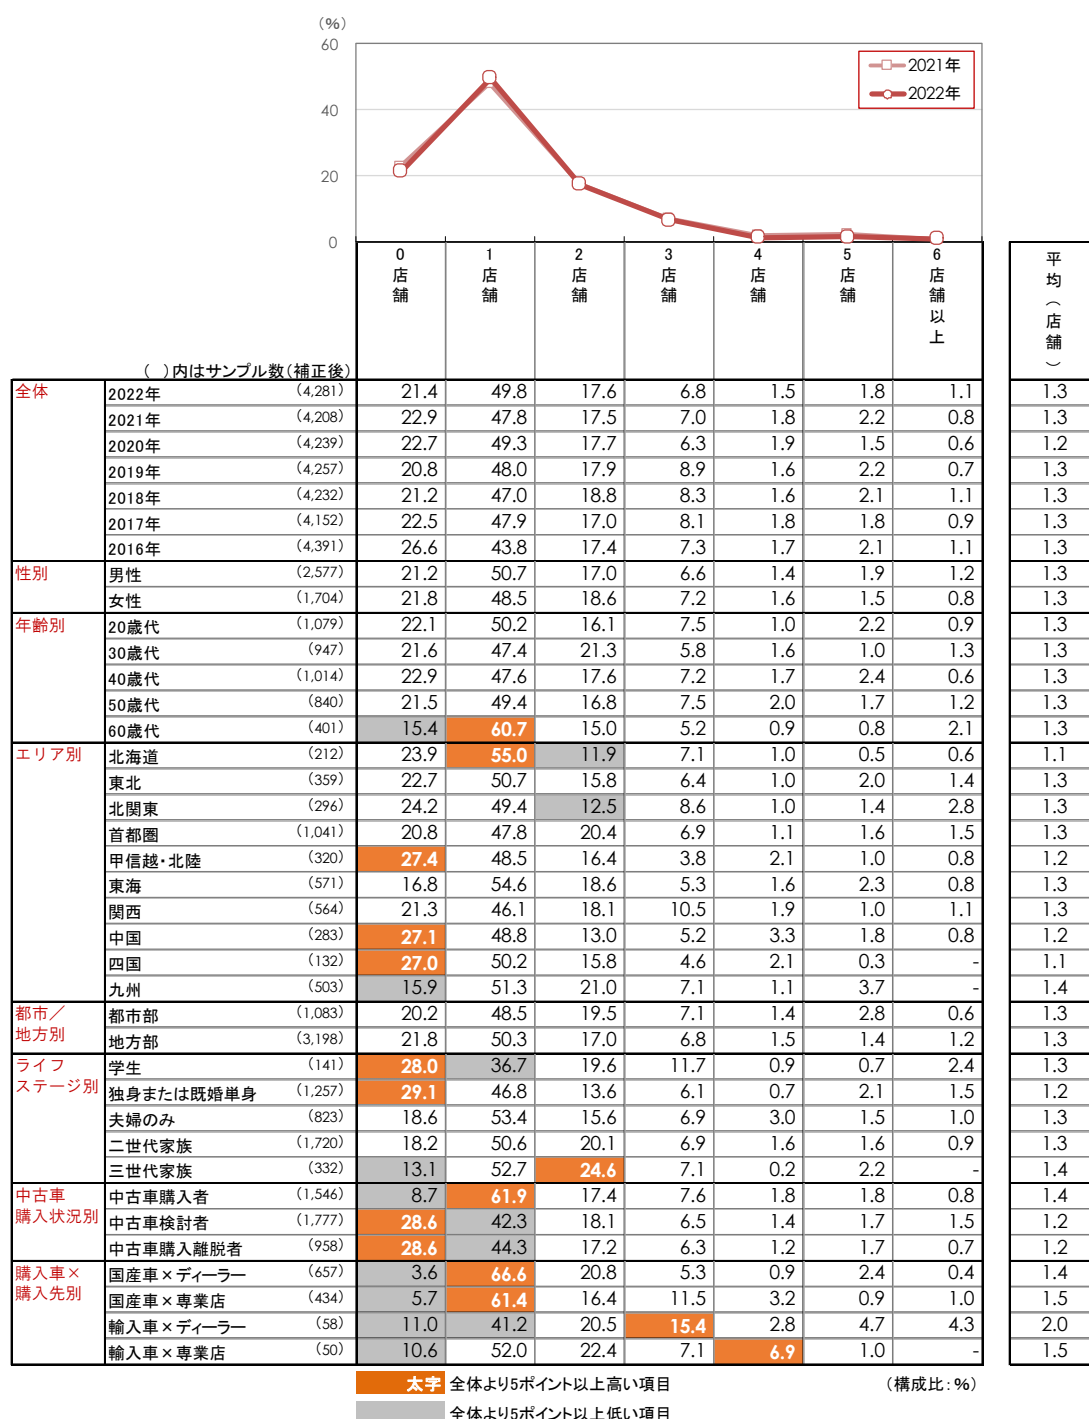 (%)
60
40
20
0
2021年
2022年
0店舗 1店舗 2店舗 3店舗 4店舗 5店舗 6店舗以上 平均(店舗)
( )内はサンプル数(補正後)
全体 2022年 (4,281) 21.4 49.8 17.6 6.8 1.5 1.8 1.1 1.3
2021年 (4,208) 22.9 47.8 17.5 7.0 1.8 2.2 0.8 1.3
2020年 (4,239) 22.7 49.3 17.7 6.3 1.9 1.5 0.6 1.2
2019年 (4,257) 20.8 48.0 17.9 8.9 1.6 2.2 0.7 1.3
2018年 (4,232) 21.2 47.0 18.8 8.3 1.6 2.1 1.1 1.3
2017年 (4,152) 22.5 47.9 17.0 8.1 1.8 1.8 0.9 1.3
2016年 (4,391) 26.6 43.8 17.4 7.3 1.7 2.1 1.1 1.3
性別 男性 (2,577) 21.2 50.7 17.0 6.6 1.4 1.9 1.2 1.3
女性 (1,704) 21.8 48.5 18.6 7.2 1.6 1.5 0.8 1.3
年齢別 20歳代 (1,079) 22.1 50.2 16.1 7.5 1.0 2.2 0.9 1.3
30歳代 (947) 21.6 47.4 21.3 5.8 1.6 1.0 1.3 1.3
40歳代 (1,014) 22.9 47.6 17.6 7.2 1.7 2.4 0.6 1.3
50歳代 (840) 21.5 49.4 16.8 7.5 2.0 1.7 1.2 1.3
60歳代 (401) 15.4 60.7 15.0 5.2 0.9 0.8 2.1 1.3
エリア別 北海道 (212) 23.9 55.0 11.9 7.1 1.0 0.5 0.6 1.1
東北 (359) 22.7 50.7 15.8 6.4 1.0 2.0 1.4 1.3
北関東 (296) 24.2 49.4 12.5 8.6 1.0 1.4 2.8 1.3
首都圏 (1,041) 20.8 47.8 20.4 6.9 1.1 1.6 1.5 1.3
甲信越・北陸 (320) 27.4 48.5 16.4 3.8 2.1 1.0 0.8 1.2
東海 (571) 16.8 54.6 18.6 5.3 1.6 2.3 0.8 1.3
関西 (564) 21.3 46.1 18.1 10.5 1.9 1.0 1.1 1.3
中国 (283) 27.1 48.8 13.0 5.2 3.3 1.8 0.8 1.2
四国 (132) 27.0 50.2 15.8 4.6 2.1 0.3 - 1.1
九州 (503) 15.9 51.3 21.0 7.1 1.1 3.7 - 1.4
都市/ 都市部 (1,083) 20.2 48.5 19.5 7.1 1.4 2.8 0.6 1.3
地方別 地方部 (3,198) 21.8 50.3 17.0 6.8 1.5 1.4 1.2 1.3
ライフ 学生 (141) 28.0 36.7 19.6 11.7 0.9 0.7 2.4 1.3
ステージ別 独身または既婚単身 (1,257) 29.1 46.8 13.6 6.1 0.7 2.1 1.5 1.2
夫婦のみ (823) 18.6 53.4 15.6 6.9 3.0 1.5 1.0 1.3
二世代家族 (1,720) 18.2 50.6 20.1 6.9 1.6 1.6 0.9 1.3
三世代家族 (332) 13.1 52.7 24.6 7.1 0.2 2.2 - 1.4
中古車 中古車購入者 (1,546) 8.7 61.9 17.4 7.6 1.8 1.8 0.8 1.4
購入状況別 中古車検討者 (1,777) 28.6 42.3 18.1 6.5 1.4 1.7 1.5 1.2
中古車購入離脱者 (958) 28.6 44.3 17.2 6.3 1.2 1.7 0.7 1.2
購入車× 国産車×ディーラー (657) 3.6 66.6 20.8 5.3 0.9 2.4 0.4 1.4
購入先別 国産車×専業店 (434) 5.7 61.4 16.4 11.5 3.2 0.9 1.0 1.5
輸入車×ディーラー (58) 11.0 41.2 20.5 15.4 2.8 4.7 4.3 2.0
輸入車×専業店 (50) 10.6 52.0 22.4 7.1 6.9 1.0 - 1.5
太字 全体より5ポイント以上高い項目 (構成比:%)
全体より5ポイント以上低い項目